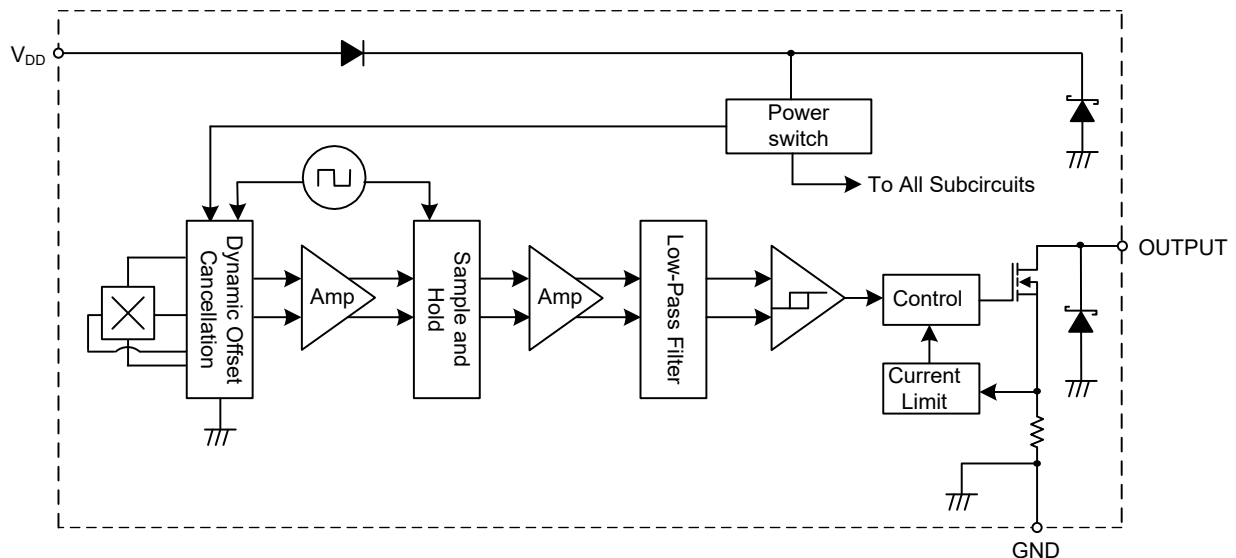 V_DD
Power
switch
To All Subcircuits
Dynamic Offset
Cancellation
Amp
Sample and
Hold
Amp
Low-Pass Filter
Control
Current
Limit
OUTPUT
GND